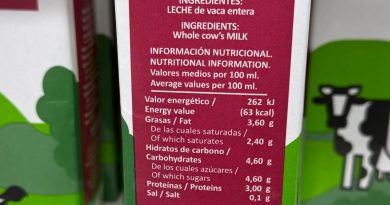 INGREDIENTES:
LECHE de vaca entera
INGREDIENTS:
Whole cow's MILK
INFORMACIÓN NUTRICIONAL.
NUTRITIONAL INFORMATION.
Valores medios por 100 ml.
Average values per 100 ml.
Valor energético / 262 kJ
Energy value (63 kcal)
Grasas / Fat 3,60 g
De las cuales saturadas /
Of which saturates 2,40 g
Hidratos de carbono /
Carbohydrates 4,60 g
De los cuales azúcares /
Of which sugars 4,60 g
Proteínas / Proteins 3,00 g
Sal / Salt 0,1 g